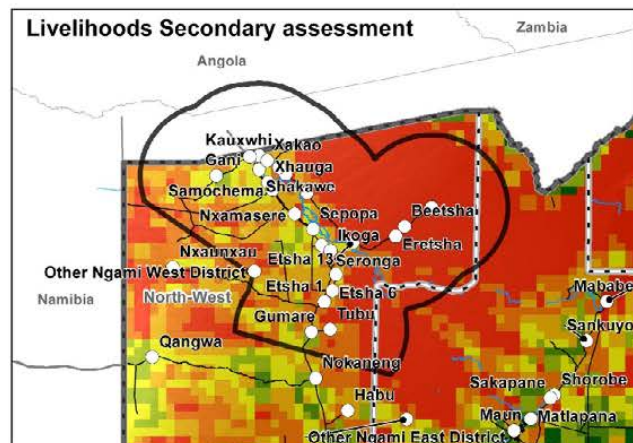 Livelihoods Secondary assessment
Zambia
Angola
Kauxwhi
Xakao
Gani
Xhauga
Samochema
Shakawe
Nxamasere
Sepopa
Beetsha
Ikoga
Eretsha
Nxaunxau
Etsha 13
Seronga
Other Ngami West District
Namibia
North-West
Etsha 1
Etsha 6
Mababe
Gumare
Tubu
Sankuyo
Qangwa
Nokaneng
Sakapane
Shorobe
Habu
Maun
Matlapana
Other Ngami East District